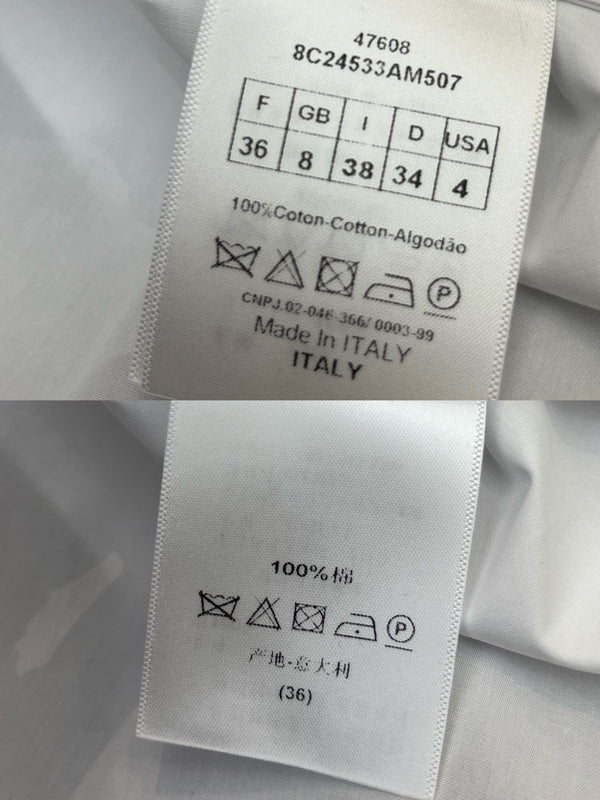 47608
8C24533AM507
F GB I D USA
36 8 38 34 4
100%Coton-Cotton-Algodão
P
CNPJ.02-046-366/0003-99
Made In ITALY
ITALY
100%棉
P
产地-意大利
(36)